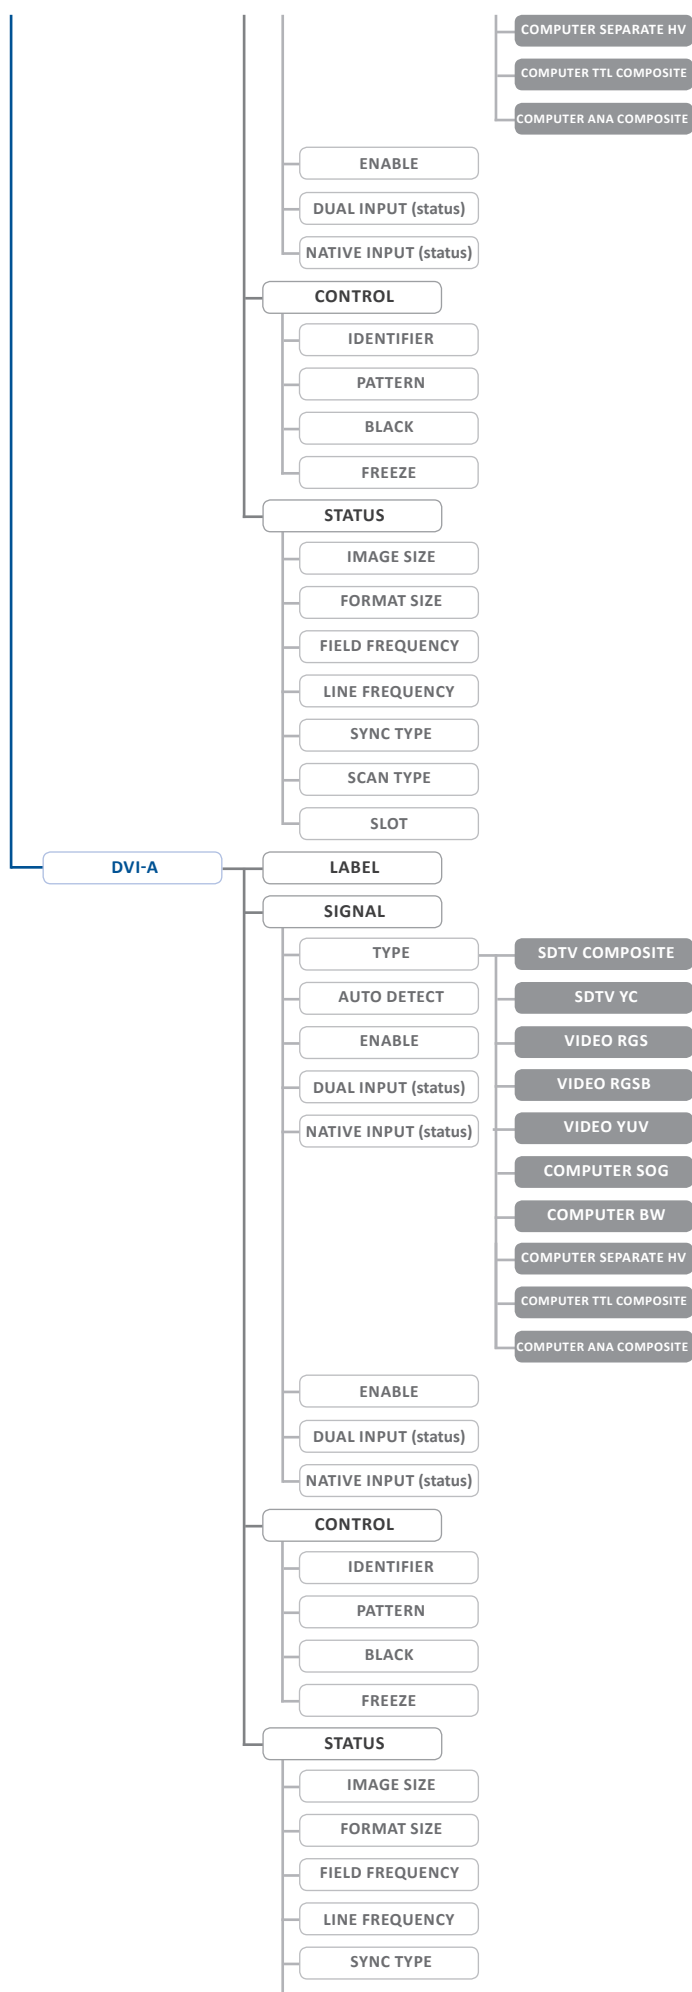 COMPUTER SEPARATE HV
COMPUTER TTL COMPOSITE
COMPUTER ANA COMPOSITE
ENABLE
DUAL INPUT (status)
NATIVE INPUT (status)
CONTROL
IDENTIFIER
PATTERN
BLACK
FREEZE
STATUS
IMAGE SIZE
FORMAT SIZE
FIELD FREQUENCY
LINE FREQUENCY
SYNC TYPE
SCAN TYPE
SLOT
DVI-A
LABEL
SIGNAL
TYPE
SDTV COMPOSITE
AUTO DETECT
SDTV YC
ENABLE
VIDEO RGS
DUAL INPUT (status)
VIDEO RGSB
NATIVE INPUT (status)
VIDEO YUV
COMPUTER SOG
COMPUTER BW
COMPUTER SEPARATE HV
COMPUTER TTL COMPOSITE
COMPUTER ANA COMPOSITE
ENABLE
DUAL INPUT (status)
NATIVE INPUT (status)
CONTROL
IDENTIFIER
PATTERN
BLACK
FREEZE
STATUS
IMAGE SIZE
FORMAT SIZE
FIELD FREQUENCY
LINE FREQUENCY
SYNC TYPE